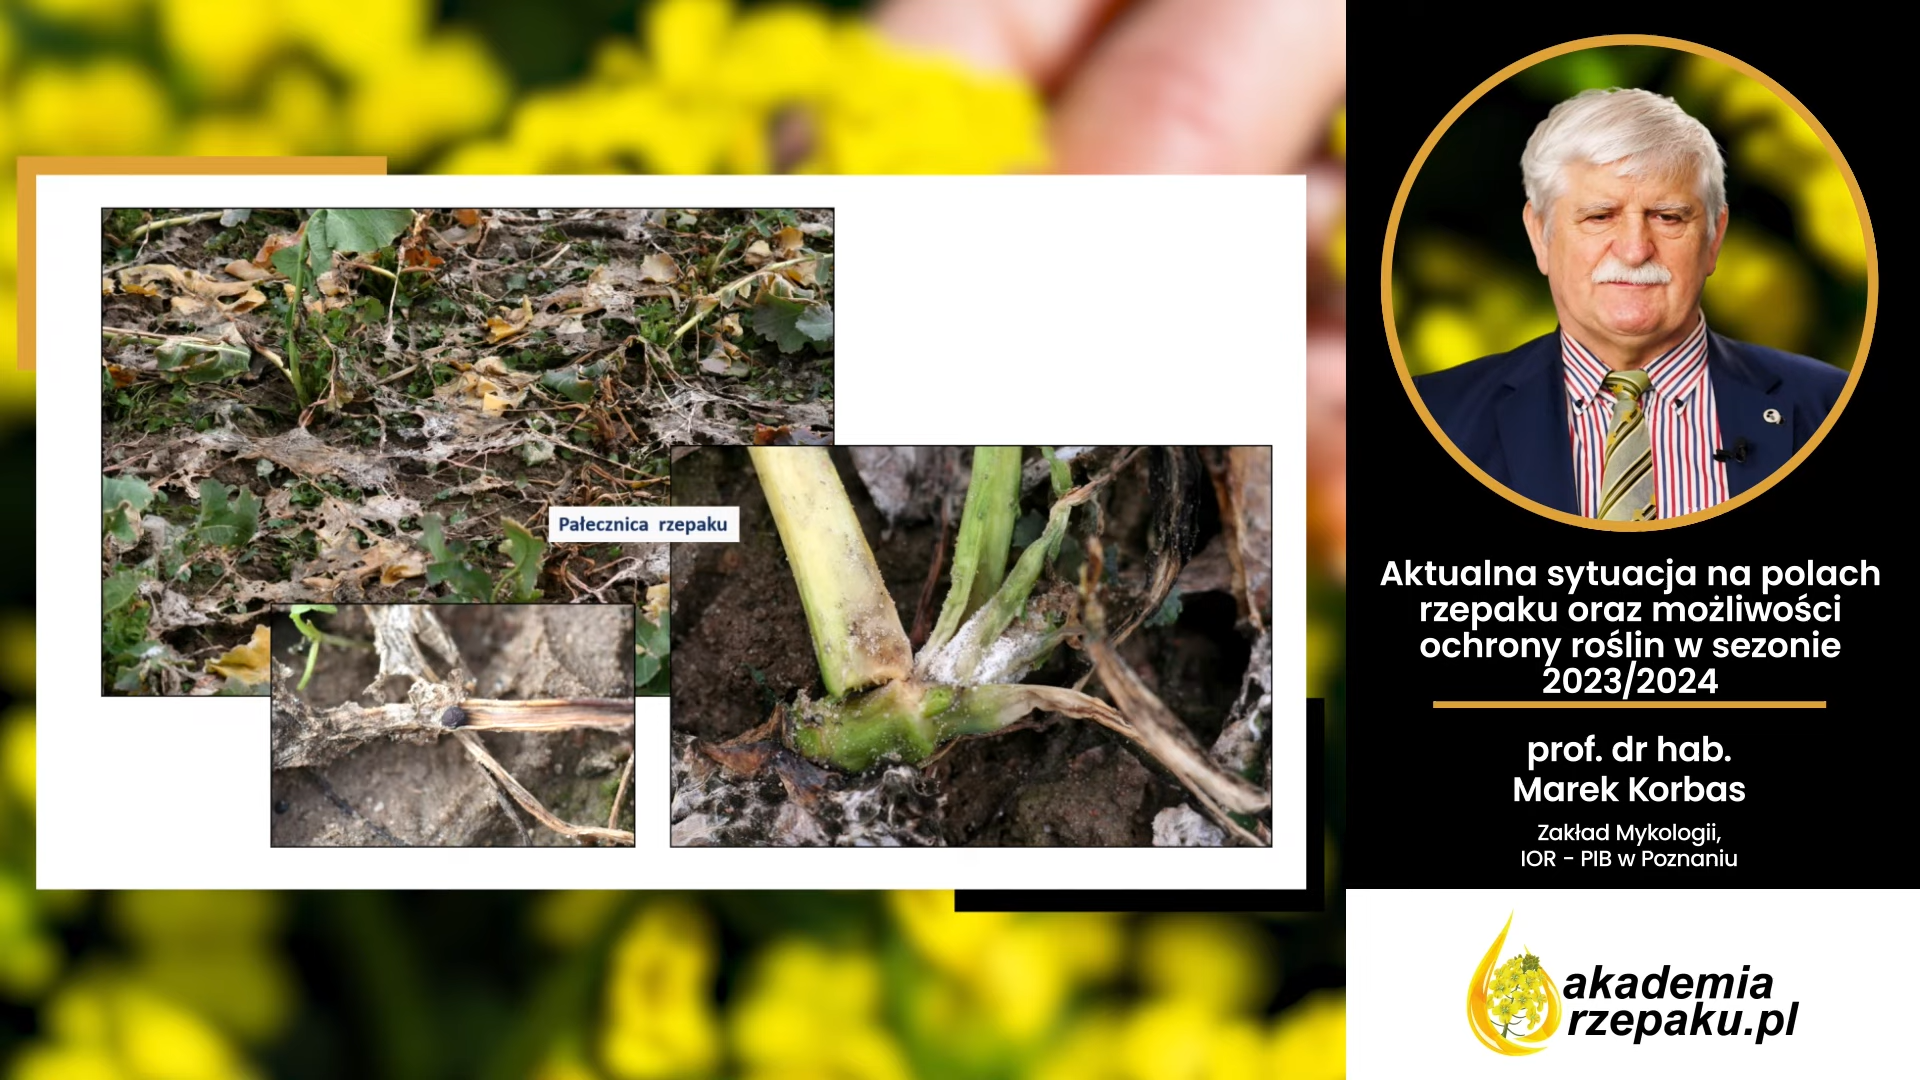 Pałecznica rzepaku
Aktualna sytuacja na polach
rzepaku oraz możliwości
ochrony roślin w sezonie
2023/2024
prof. dr hab.
Marek Korbas
Zakład Mykologii,
IOR - PIB w Poznaniu
akademia
rzepaku.pl